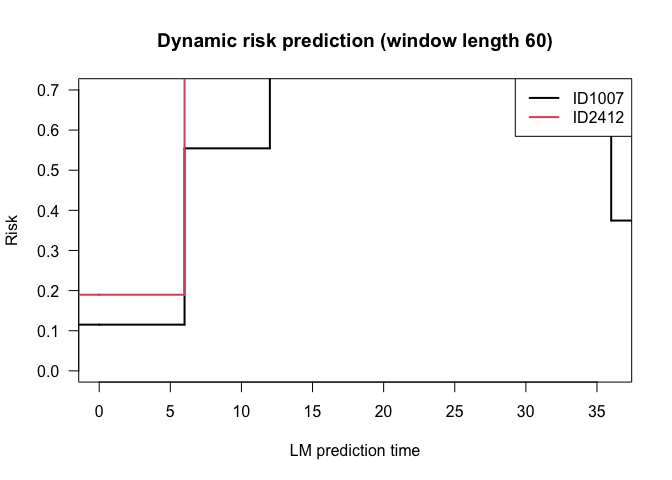 Dynamic risk prediction (window length 60)
0.7
0.6
0.5
0.4
0.3
0.2
0.1
0.0
Risk
ID1007
ID2412
0 5 10 15 20 25 30 35
LM prediction time